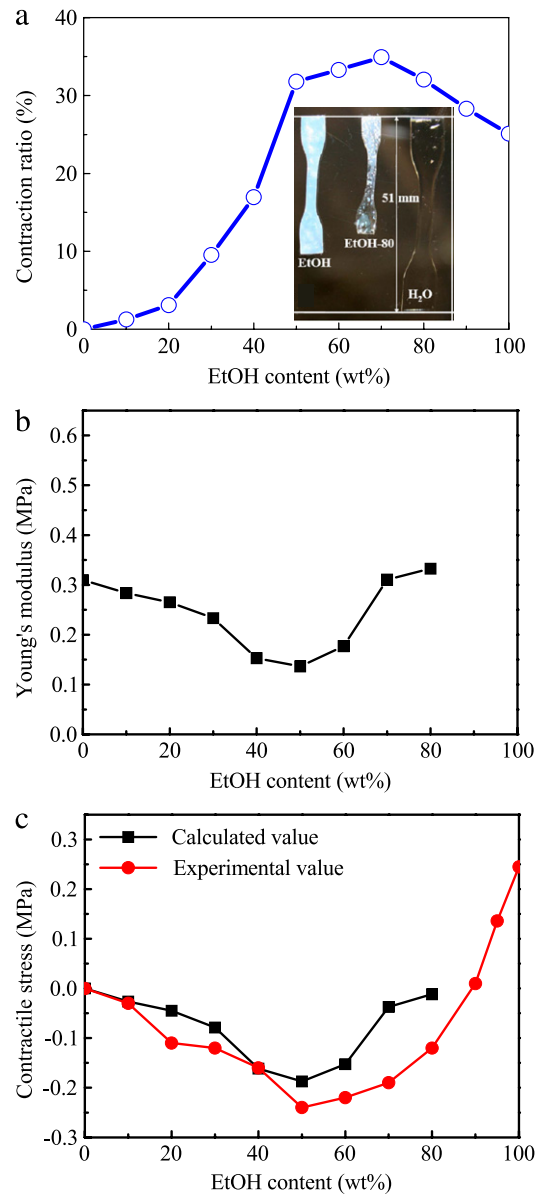 a
40
30
20
10
0
Contraction ratio (%)
51 mm
EtOH
EtOH-80
H₂O
0 20 40 60 80 100
EtOH content (wt%)
b
0.6
0.5
0.4
0.3
0.2
0.1
0.0
Young's modulus (MPa)
0 20 40 60 80 100
EtOH content (wt%)
c
0.3
0.2
0.1
0.0
-0.1
-0.2
-0.3
Contractile stress (MPa)
Calculated value
Experimental value
0 20 40 60 80 100
EtOH content (wt%)